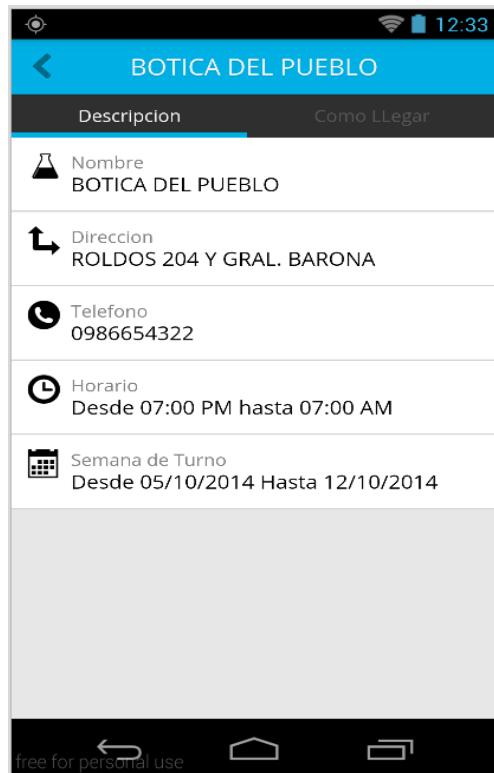 12:33
BOTICA DEL PUEBLO
Descripcion
Como LLegar
Nombre
BOTICA DEL PUEBLO
Direccion
ROLDOS 204 Y GRAL. BARONA
Telefono
0986654322
Horario
Desde 07:00 PM hasta 07:00 AM
Semana de Turno
Desde 05/10/2014 Hasta 12/10/2014
free for personal use